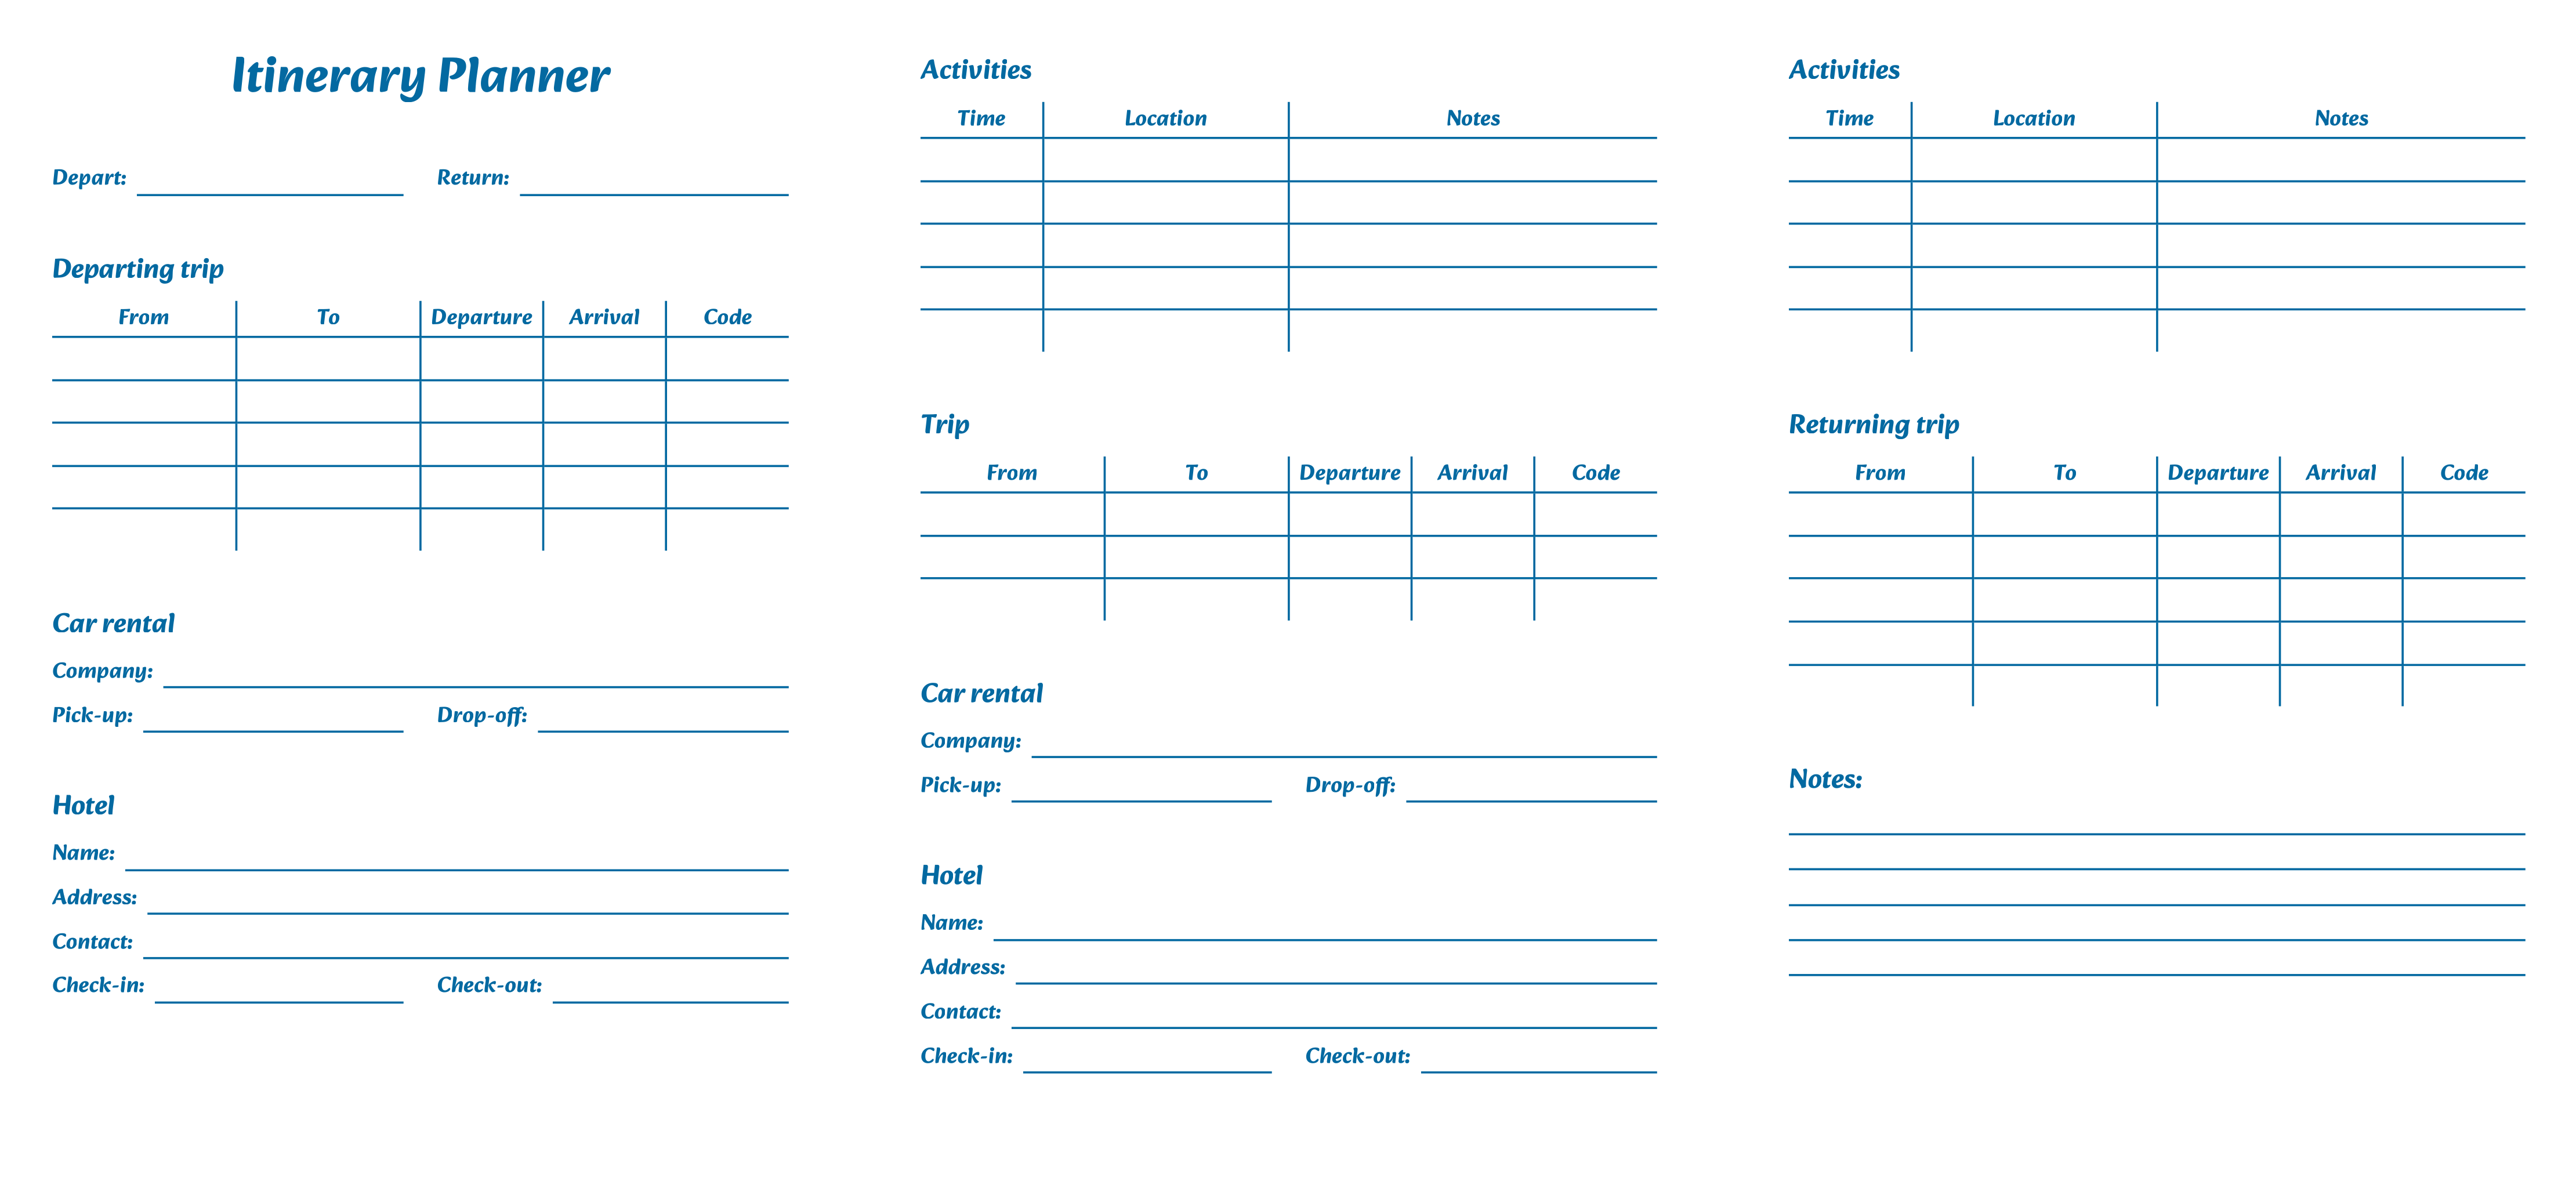 Itinerary Planner
Depart: Return:
Departing trip
From To Departure Arrival Code
Car rental
Company:
Pick-up: Drop-off:
Hotel
Name:
Address:
Contact:
Check-in: Check-out:
Activities
Time Location Notes
Trip
From To Departure Arrival Code
Car rental
Company:
Pick-up: Drop-off:
Hotel
Name:
Address:
Contact:
Check-in: Check-out:
Activities
Time Location Notes
Returning trip
From To Departure Arrival Code
Notes: